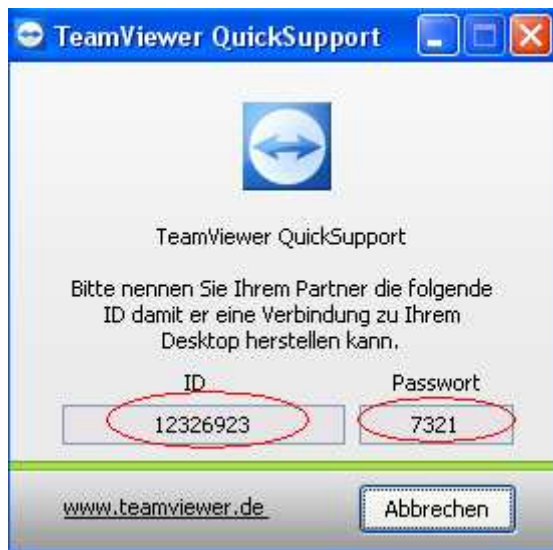 TeamViewer QuickSupport
TeamViewer QuickSupport
Bitte nennen Sie Ihrem Partner die folgende
ID damit er eine Verbindung zu Ihrem
Desktop herstellen kann.
ID Passwort
12326923 7321
www.teamviewer.de Abbrechen